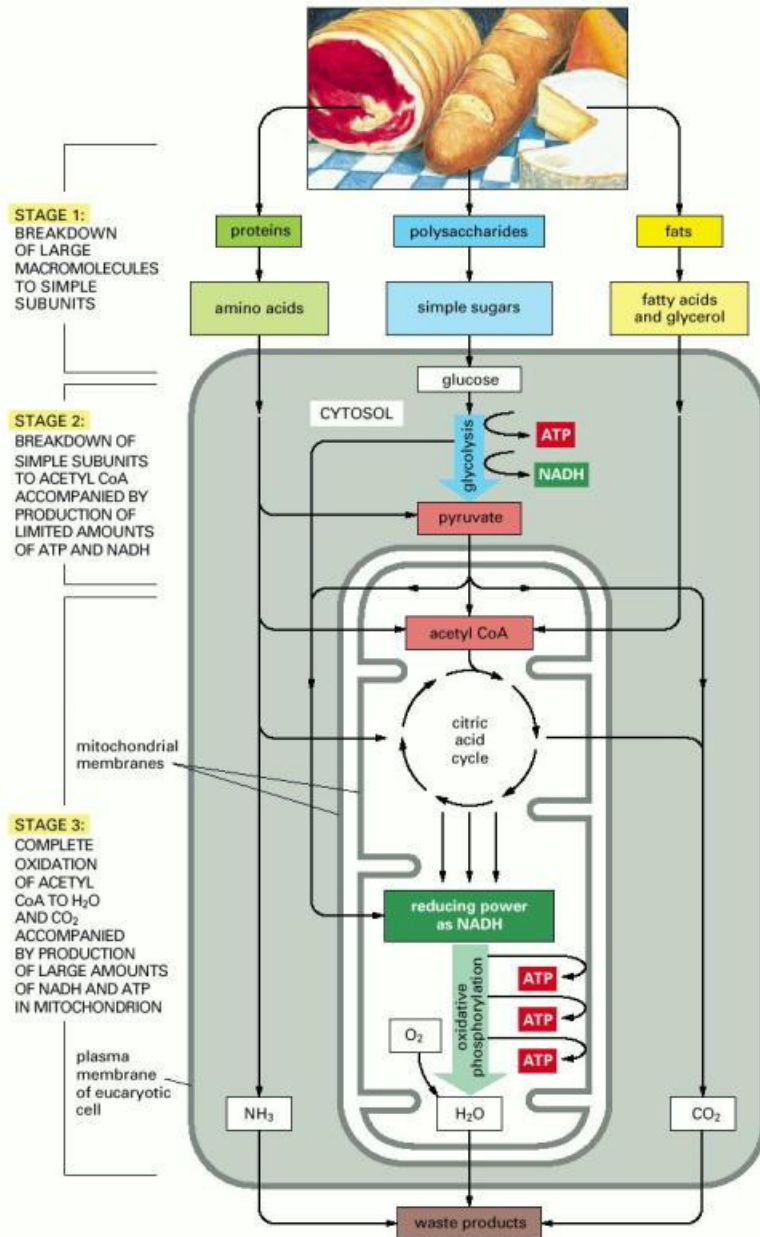 STAGE 1:
BREAKDOWN
OF LARGE
MACROMOLECULES
TO SIMPLE
SUBUNITS
proteins
polysaccharides
fats
amino acids
simple sugars
fatty acids
and glycerol
STAGE 2:
BREAKDOWN OF
SIMPLE SUBUNITS
TO ACETYL CoA
ACCOMPANIED BY
PRODUCTION OF
LIMITED AMOUNTS
OF ATP AND NADH
glucose
CYTOSOL
glycolysis
ATP
NADH
pyruvate
acetyl CoA
citric
acid
cycle
mitochondrial
membranes
STAGE 3:
COMPLETE
OXIDATION
OF ACETYL
CoA TO H₂O
AND CO₂
ACCOMPANIED
BY PRODUCTION
OF LARGE AMOUNTS
OF NADH AND ATP
IN MITOCHONDRION
reducing power
as NADH
oxidative
phosphorylation
ATP
ATP
ATP
O₂
plasma
membrane
of eucaryotic
cell
NH₃
H₂O
CO₂
waste products